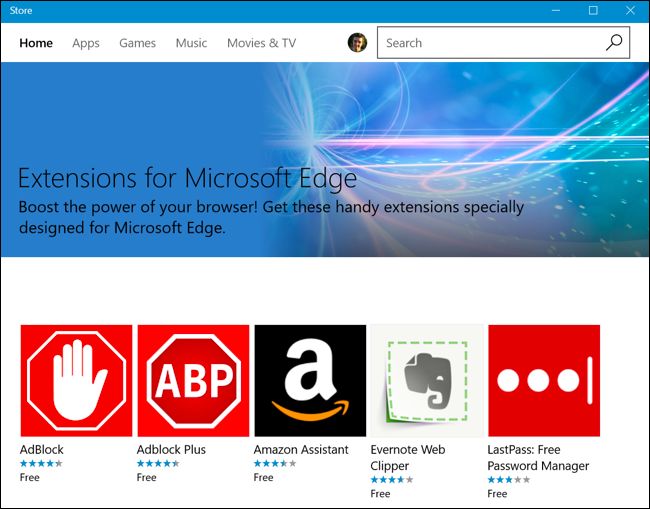 Store
Home Apps Games Music Movies & TV Search
Extensions for Microsoft Edge
Boost the power of your browser! Get these handy extensions specially
designed for Microsoft Edge.
ABP a
AdBlock Adblock Plus Amazon Assistant Evernote Web LastPass: Free
Clipper Password Manager
Free Free Free
Free Free